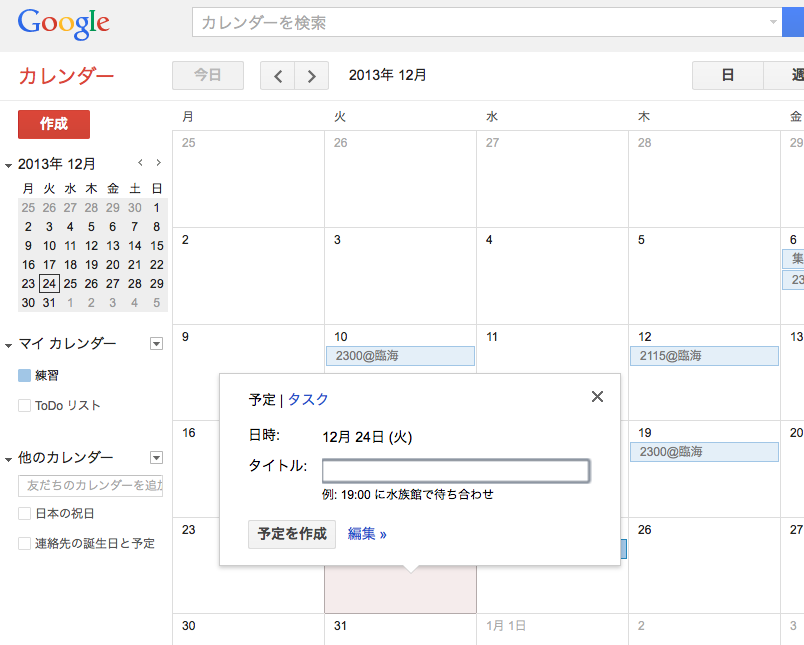 Google
カレンダーを検索
カレンダー
今日
2013年 12月
日
週
作成
2013年 12月
月 火 水 木 金 土 日
25 26 27 28 29 30 1
2 3 4 5 6 7 8
9 10 11 12 13 14 15
16 17 18 19 20 21 22
23 24 25 26 27 28 29
30 31 1 2 3 4 5
マイ カレンダー
練習
ToDo リスト
他のカレンダー
友だちのカレンダーを追加
日本の祝日
連絡先の誕生日と予定
月 火 水 木 金
25 26 27 28 29
2 3 4 5 6
集
23
9 10 11 12 13
2300@臨海 2115@臨海
16 19 20
2300@臨海
予定 | タスク
日時: 12月 24日 (火)
タイトル:
例: 19:00 に水族館で待ち合わせ
予定を作成 編集 »
23 26 27
30 31 1月 1日 2 3